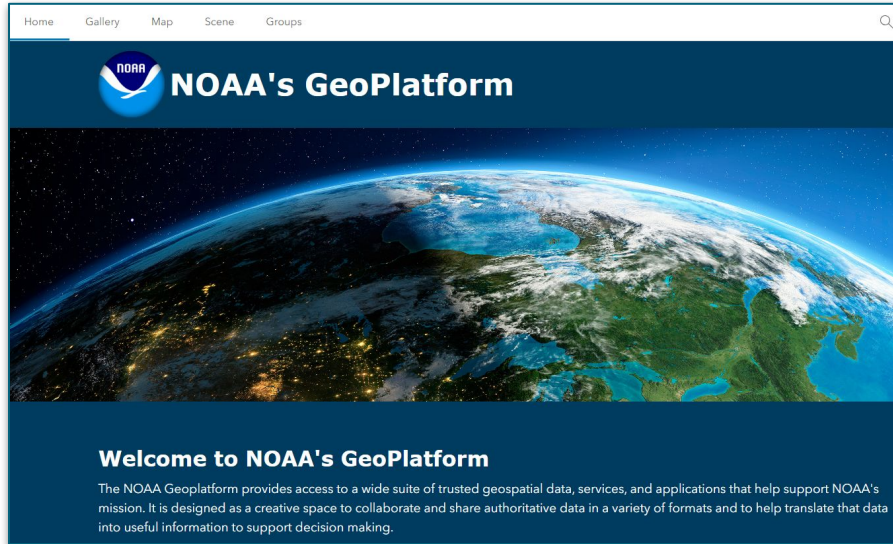 Home Gallery Map Scene Groups
NOAA
NOAA's GeoPlatform
Welcome to NOAA's GeoPlatform
The NOAA Geoplatform provides access to a wide suite of trusted geospatial data, services, and applications that help support NOAA's
mission. It is designed as a creative space to collaborate and share authoritative data in a variety of formats and to help translate that data
into useful information to support decision making.